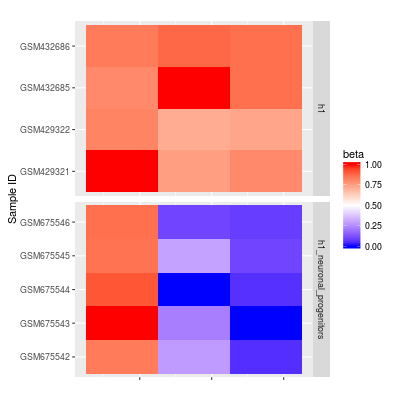 GSM432686
GSM432685
GSM429322
GSM429321
h1
Sample ID
GSM675546
GSM675545
GSM675544
GSM675543
GSM675542
h1_neuronal_progenitors
beta
1.00
0.75
0.50
0.25
0.00